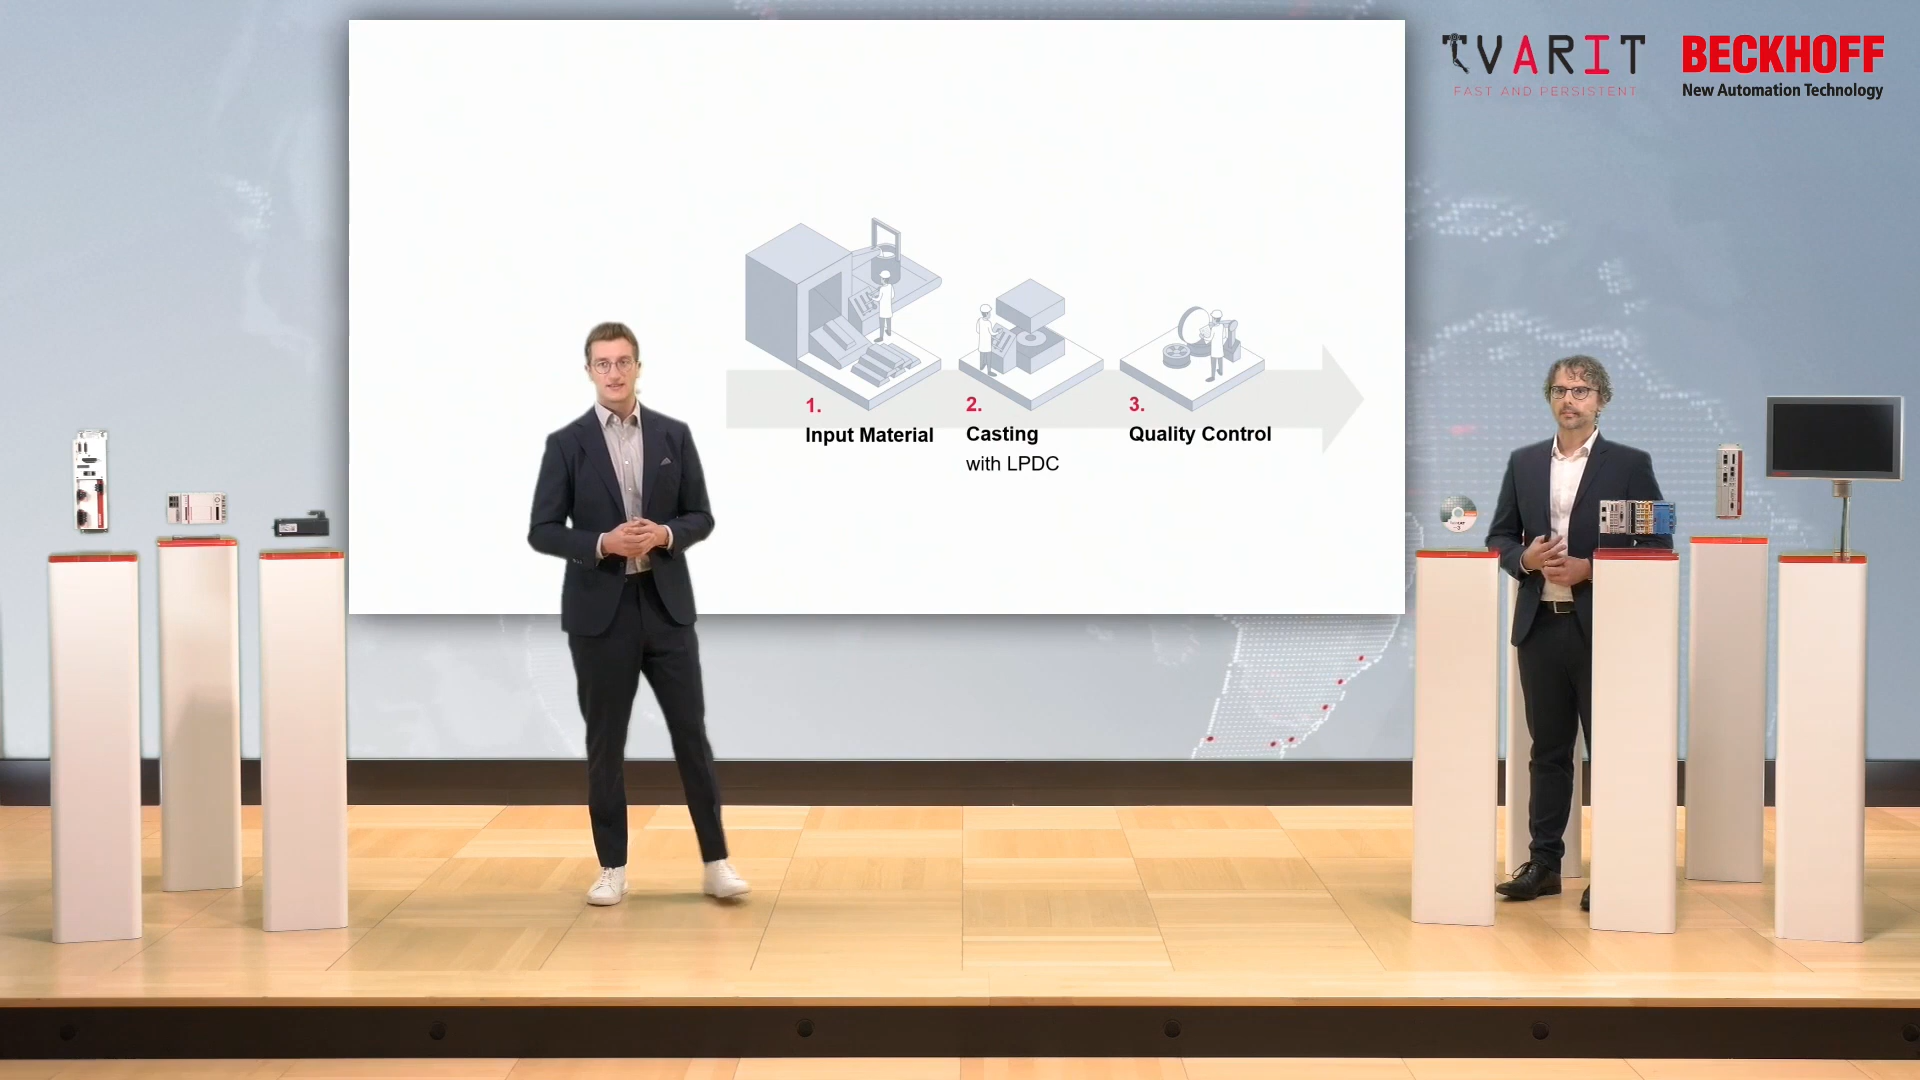 TVARIT
FAST AND PERSISTENT
BECKHOFF
New Automation Technology
1.
Input Material
2.
Casting
with LPDC
3.
Quality Control